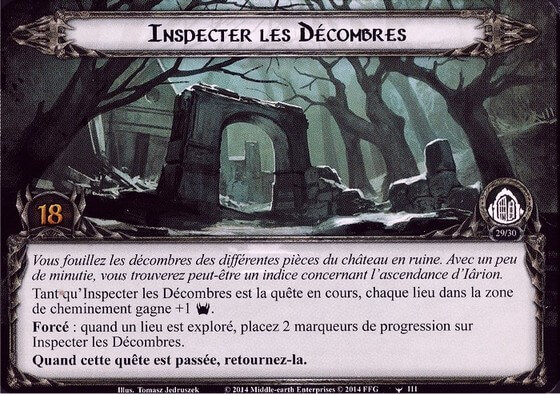 Inspecter les Décombres
18
29/30
Vous fouillez les décombres des différentes pièces du château en ruine. Avec un peu
de minutie, vous trouverez peut-être un indice concernant l'ascendance d'Iârion.
Tant qu'Inspecter les Décombres est la quête en cours, chaque lieu dans la zone
de cheminement gagne +1 .
Forcé : quand un lieu est exploré, placez 2 marqueurs de progression sur
Inspecter les Décombres.
Quand cette quête est passée, retournez-la.
Illus. Tomasz Jedruszek © 2014 Middle-earth Enterprises © 2014 FFG 111